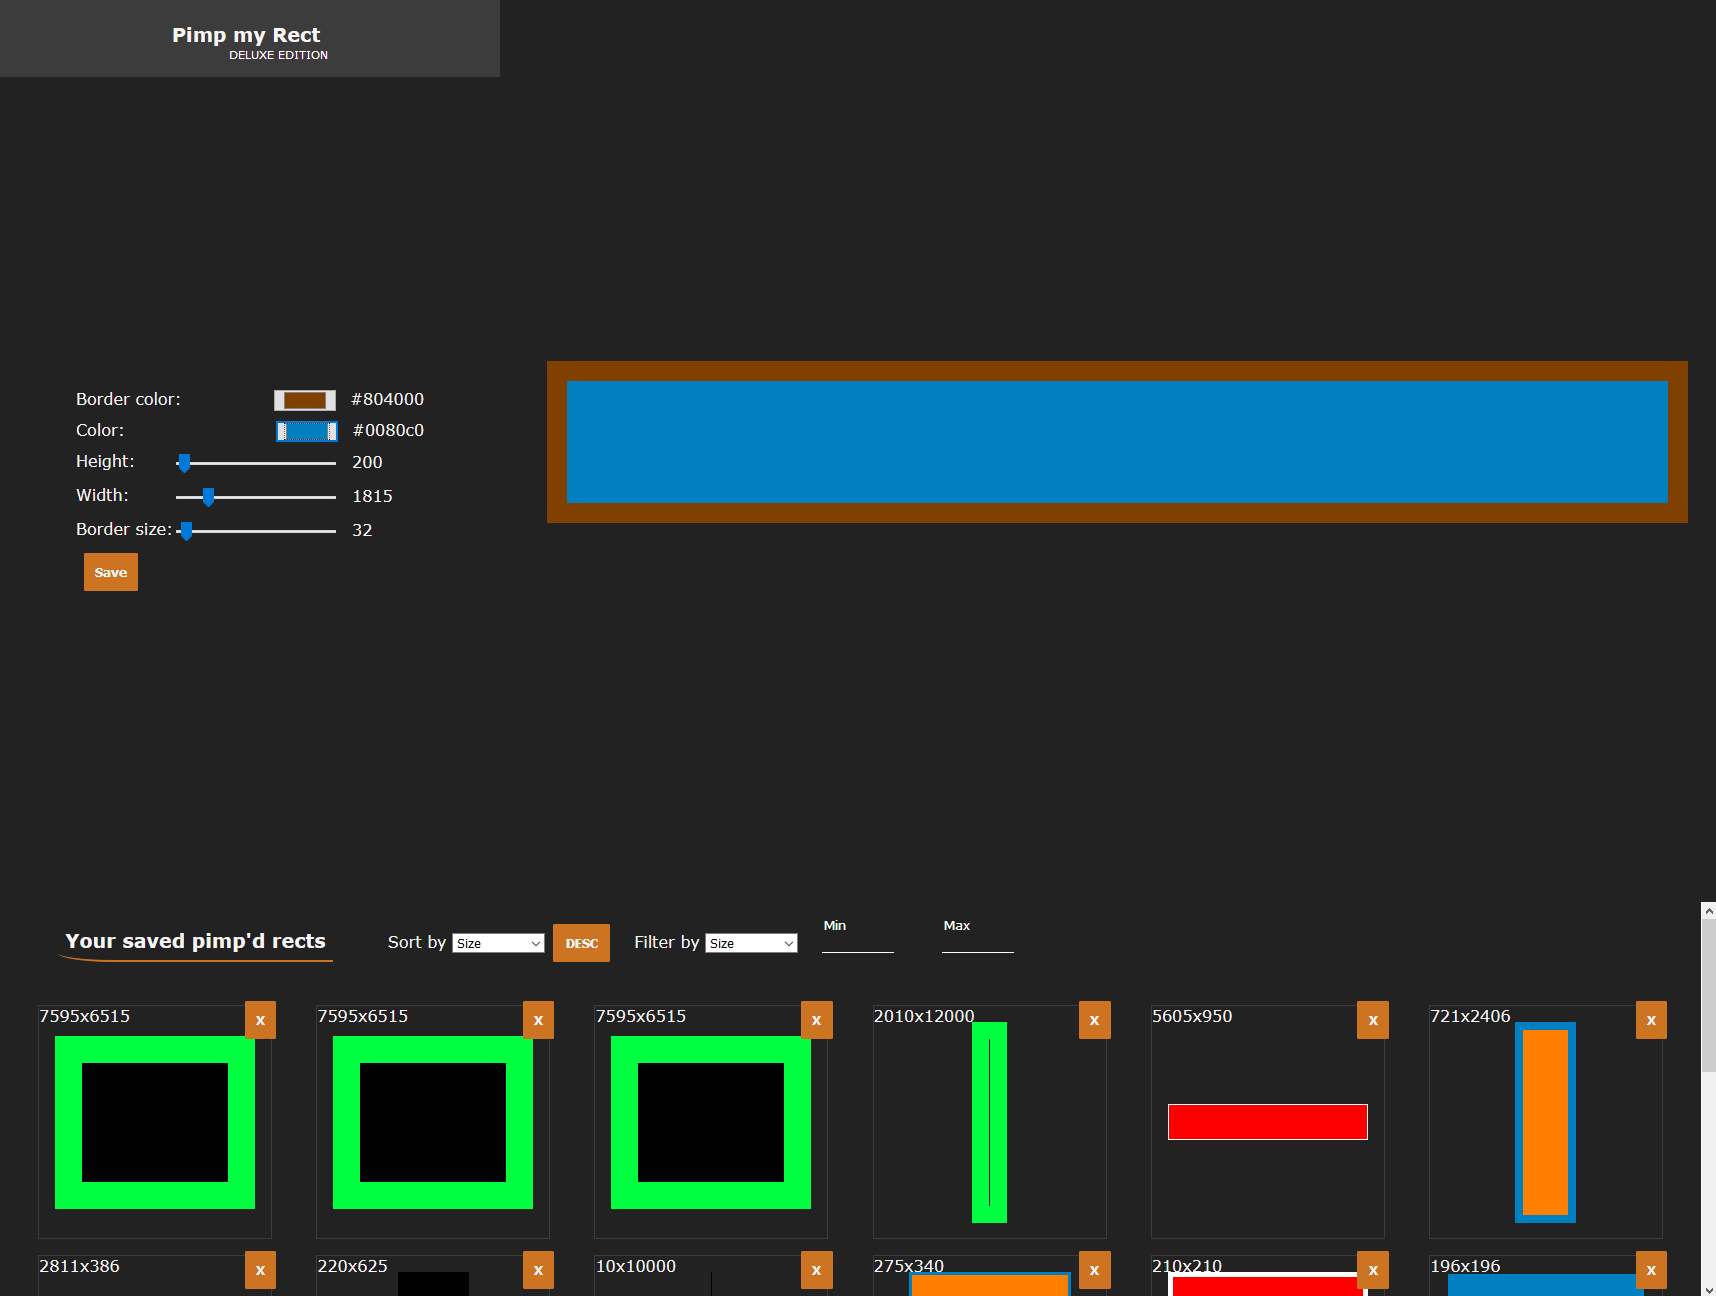 Pimp my Rect
DELUXE EDITION
Border color: #804000
Color: #0080c0
Height: 200
Width: 1815
Border size: 32
Save
Your saved pimp'd rects Sort by Size DESC Filter by Size Min Max
7595x6515 x 7595x6515 x 7595x6515 x 2010x12000 x 5605x950 x 721x2406 x
2811x386 x 220x625 x 10x10000 x 275x340 x 210x210 x 196x196 x